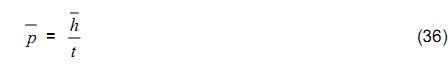 p̅ = h̅/t (36)